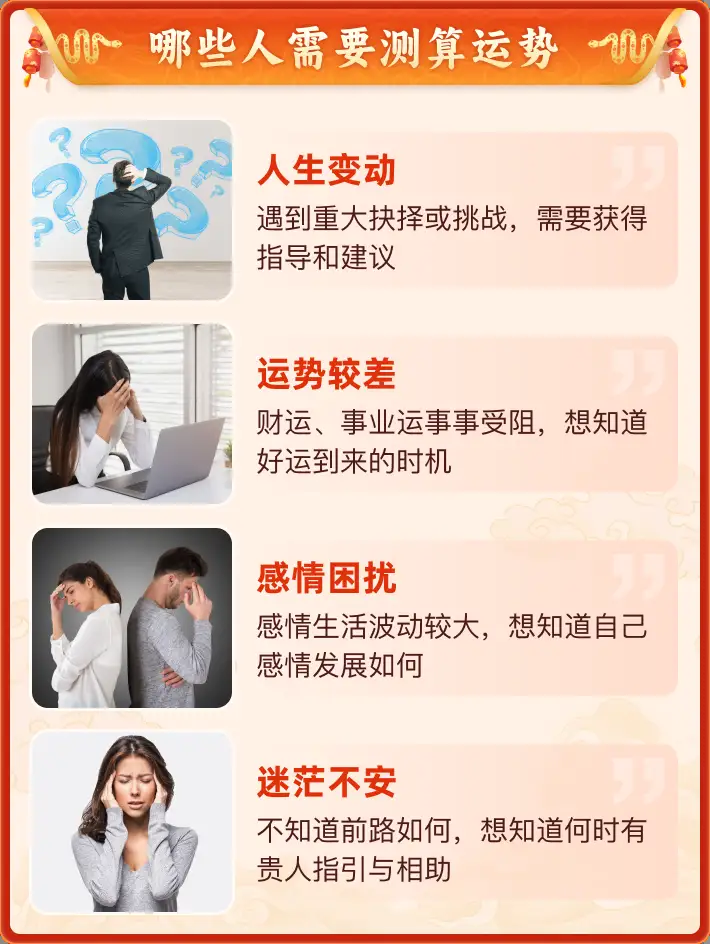 哪些人需要测算运势
人生变动
遇到重大抉择或挑战，需要获得
指导和建议
运势较差
财运、事业运事事受阻，想知道
好运到来的时机
感情困扰
感情生活波动较大，想知道自己
感情发展如何
迷茫不安
不知道前路如何，想知道何时有
贵人指引与相助